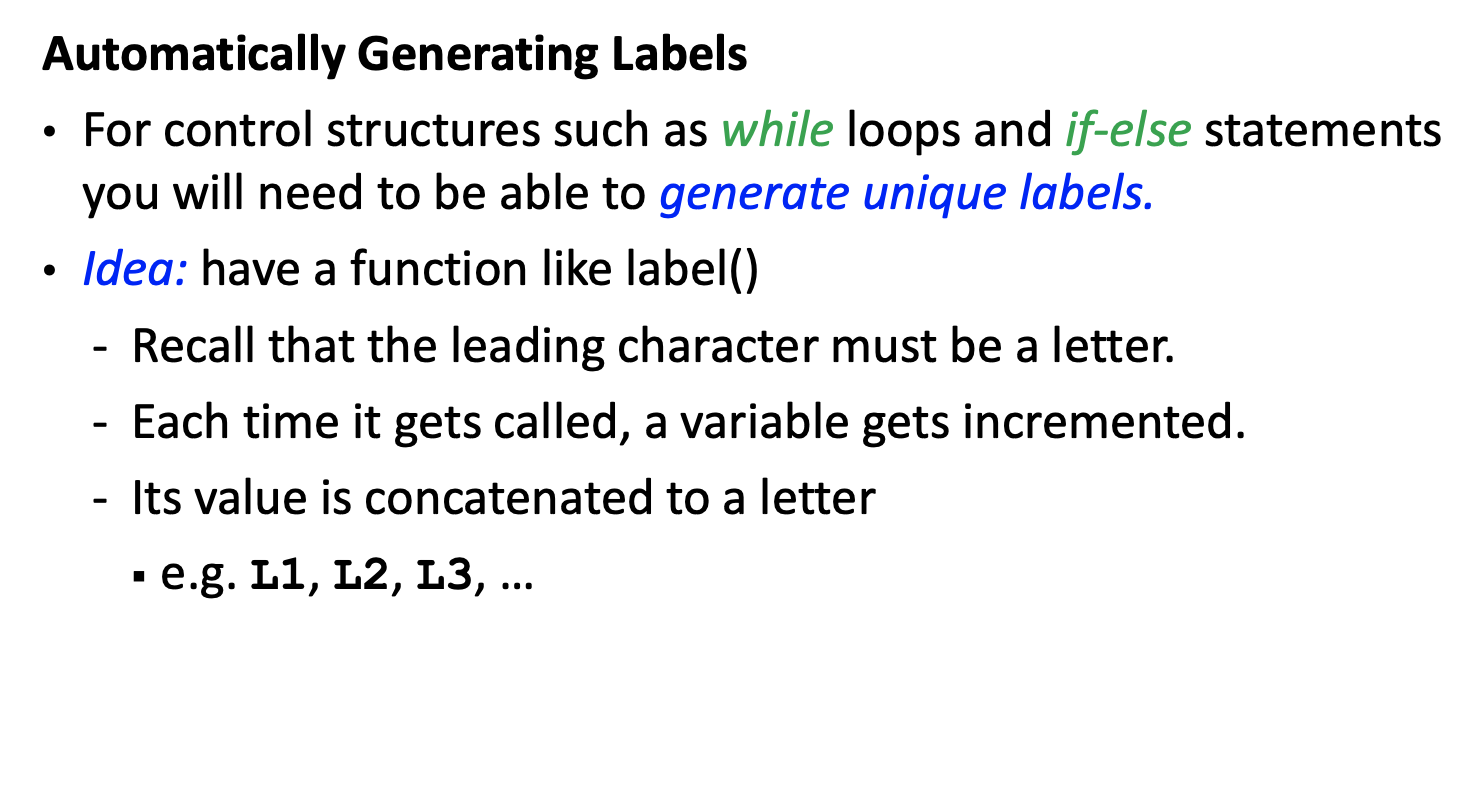 Automatically Generating Labels
• For control structures such as while loops and if-else statements
you will need to be able to generate unique labels.
• Idea: have a function like label()
- Recall that the leading character must be a letter.
- Each time it gets called, a variable gets incremented.
- Its value is concatenated to a letter
▪ e.g. L1, L2, L3, …